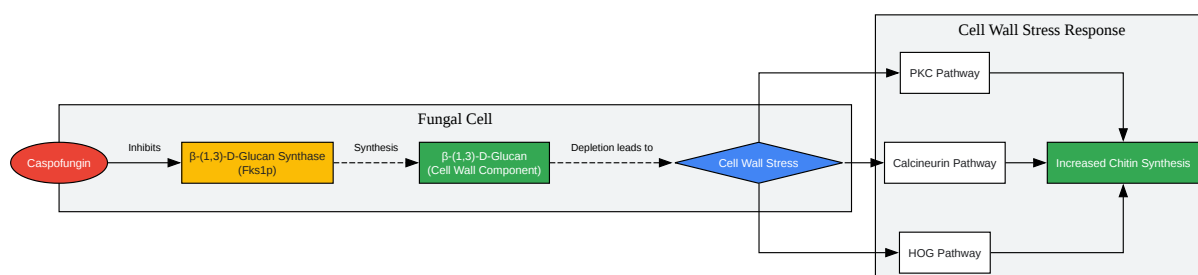 Cell Wall Stress Response
PKC Pathway
Fungal Cell
Caspofungin
Inhibits
β-(1,3)-D-Glucan Synthase
(Fks1p)
Synthesis
β-(1,3)-D-Glucan
(Cell Wall Component)
Depletion leads to
Cell Wall Stress
Calcineurin Pathway
Increased Chitin Synthesis
HOG Pathway